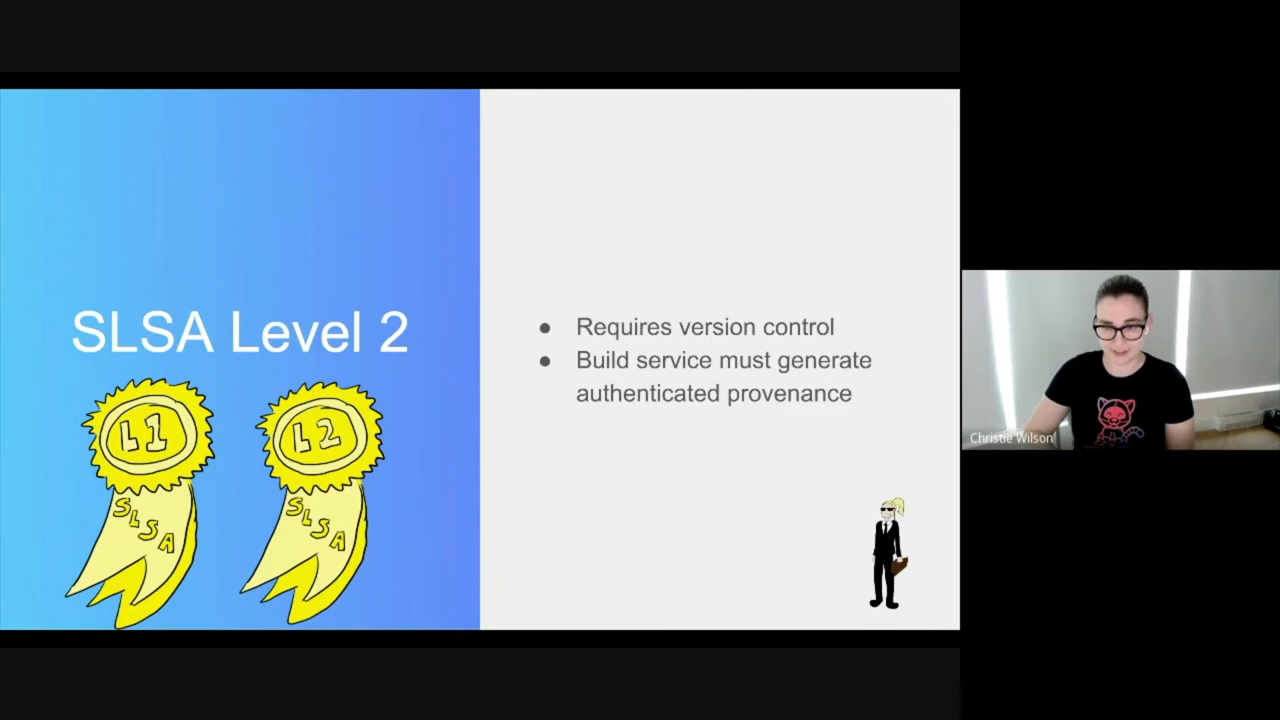 SLSA Level 2
L1
SLSA
L2
SLSA
● Requires version control
● Build service must generate
authenticated provenance
Christie Wilson